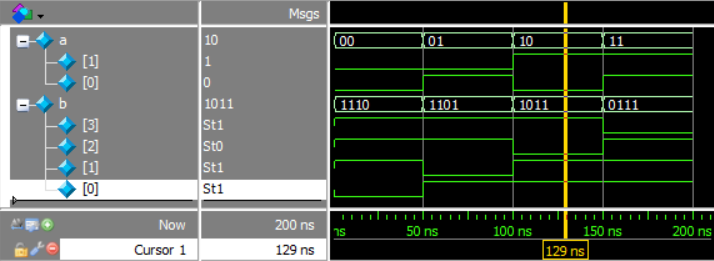 Msgs
a 10 00 01 10 11
[1] 1
[0] 0
b 1011 1110 1101 1011 0111
[3] St1
[2] St0
[1] St1
[0] St1
Now 200 ns ns 50 ns 100 ns 150 ns 200 ns
Cursor 1 129 ns 129 ns